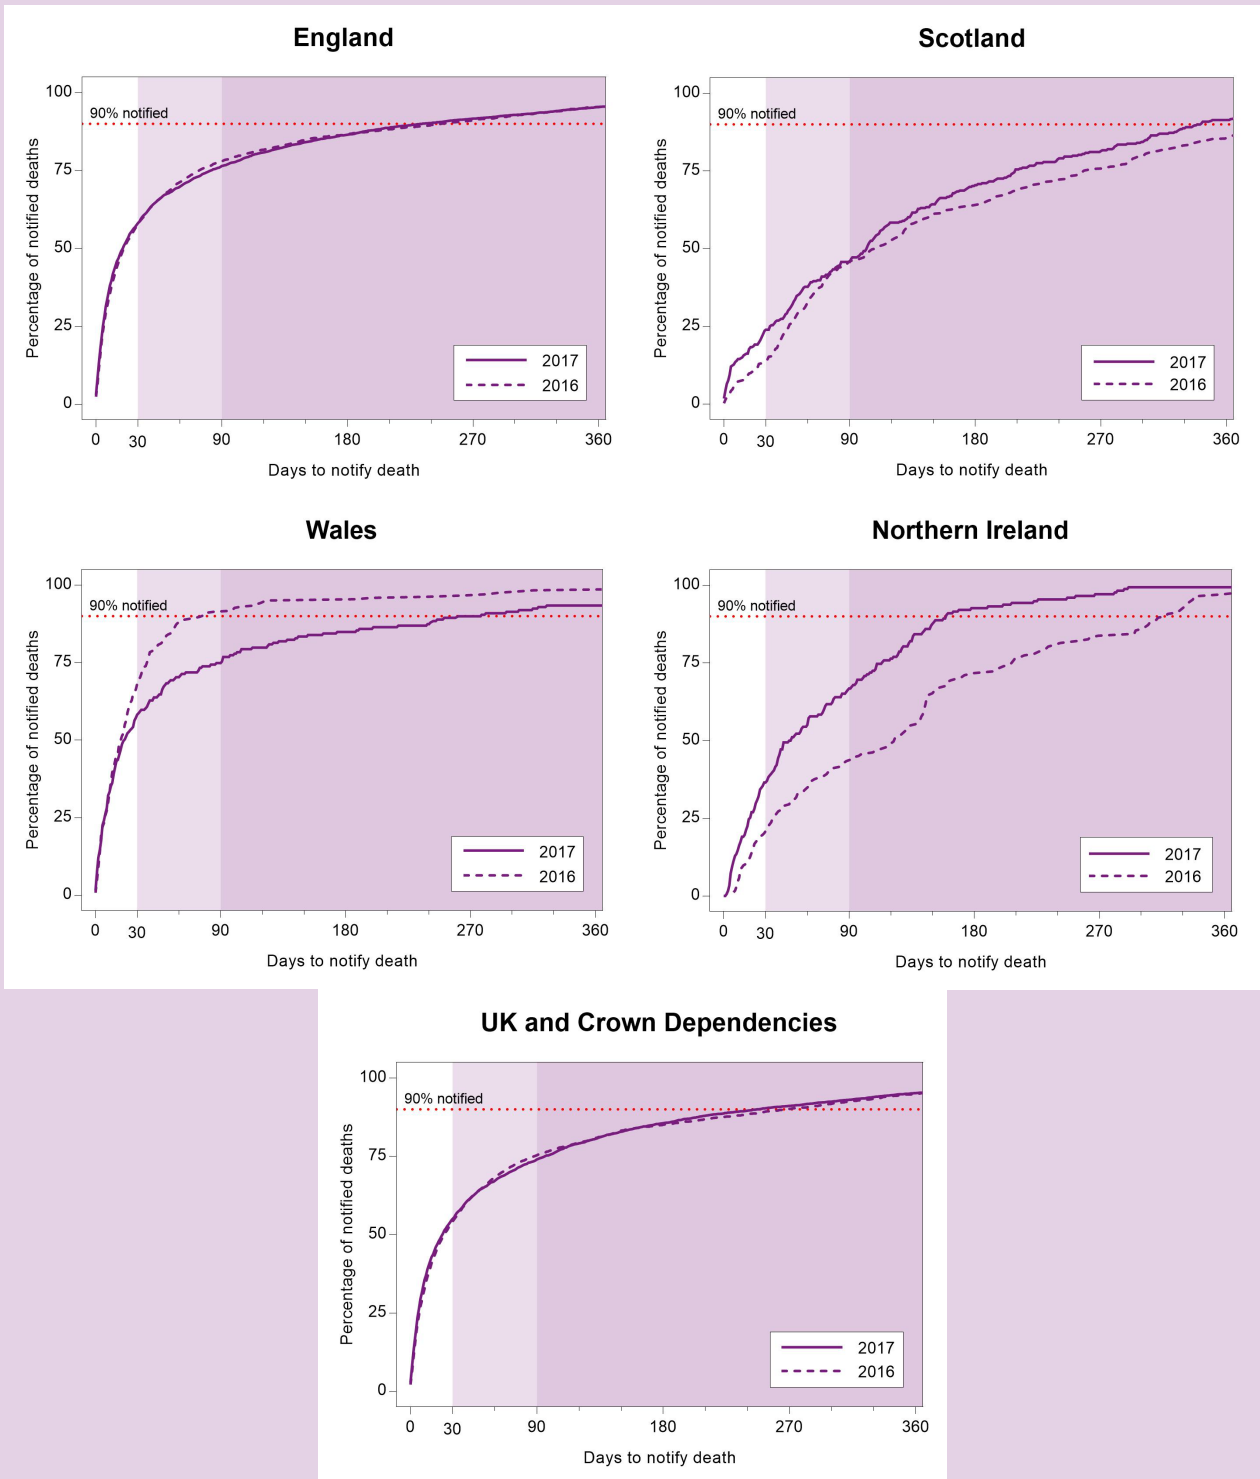 England
Percentage of notified deaths
100
75
50
25
0
90% notified
2017
2016
0 30 90 180 270 360
Days to notify death
Scotland
Percentage of notified deaths
100
75
50
25
0
90% notified
2017
2016
0 30 90 180 270 360
Days to notify death
Wales
Percentage of notified deaths
100
75
50
25
0
90% notified
2017
2016
0 30 90 180 270 360
Days to notify death
Northern Ireland
Percentage of notified deaths
100
75
50
25
0
90% notified
2017
2016
0 30 90 180 270 360
Days to notify death
UK and Crown Dependencies
Percentage of notified deaths
100
75
50
25
0
90% notified
2017
2016
0 30 90 180 270 360
Days to notify death